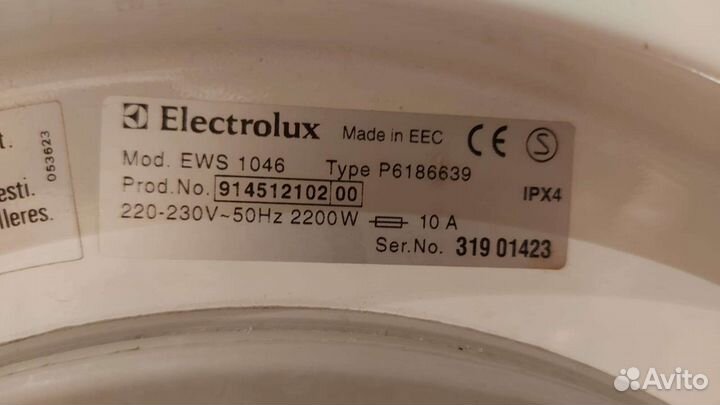 t.
esti.
lleres.
053623
Electrolux Made in EEC CE S
Mod. EWS 1046 Type P6186639
Prod.No. 914512102 00 IPX4
220-230V~50Hz 2200W 10 A
Ser.No. 319 01423
Avito